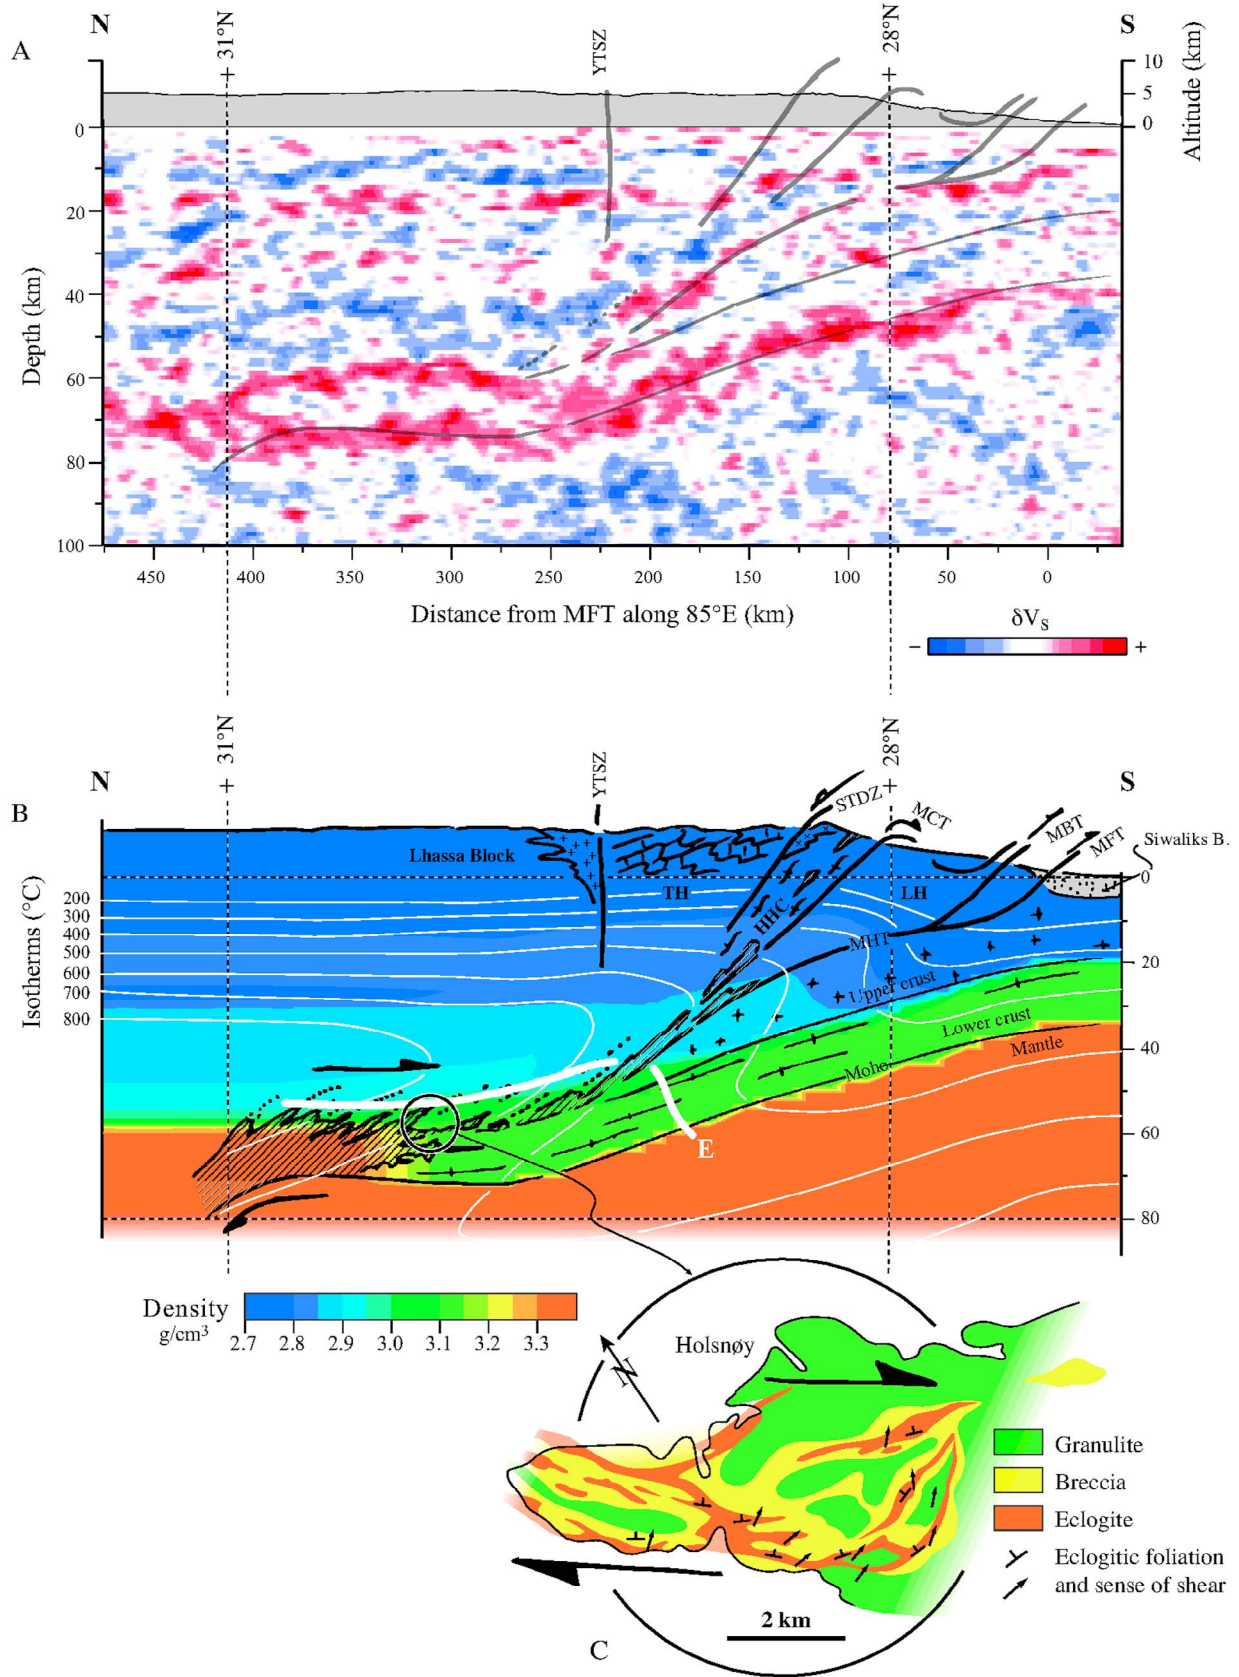 N
S
A
31°N
YTSZ
28°N
Altitude (km)
10
5
0
Depth (km)
0
20
40
60
80
100
450
400
350
300
250
200
150
100
50
0
Distance from MFT along 85°E (km)
δVS
− +
31°N
YTSZ
28°N
N
S
B
STDZ
MCT
MBT
MFT
Siwaliks B.
Lhassa Block
TH
HHC
LH
MHT
Upper crust
Lower crust
Moho
Mantle
E
Isotherms (°C)
200
300
400
500
600
700
800
0
20
40
60
80
Density
g/cm3
2.7 2.8 2.9 3.0 3.1 3.2 3.3
N
Holsnøy
Granulite
Breccia
Eclogite
Eclogitic foliation
and sense of shear
2 km
C